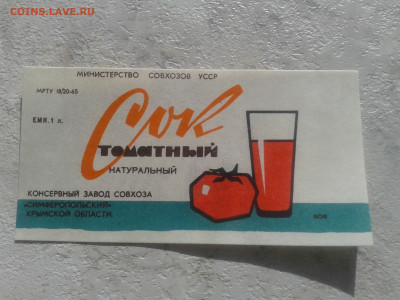 COINS.LAVE.RU
МИНИСТЕРСТВО СОВХОЗОВ УССР
МРТУ 18/20-65
ЕМК. 1 л.
Сок
томатный
НАТУРАЛЬНЫЙ
КОНСЕРВНЫЙ ЗАВОД СОВХОЗА
«СИМФЕРОПОЛЬСКИЙ»
КРЫМСКОЙ ОБЛАСТИ